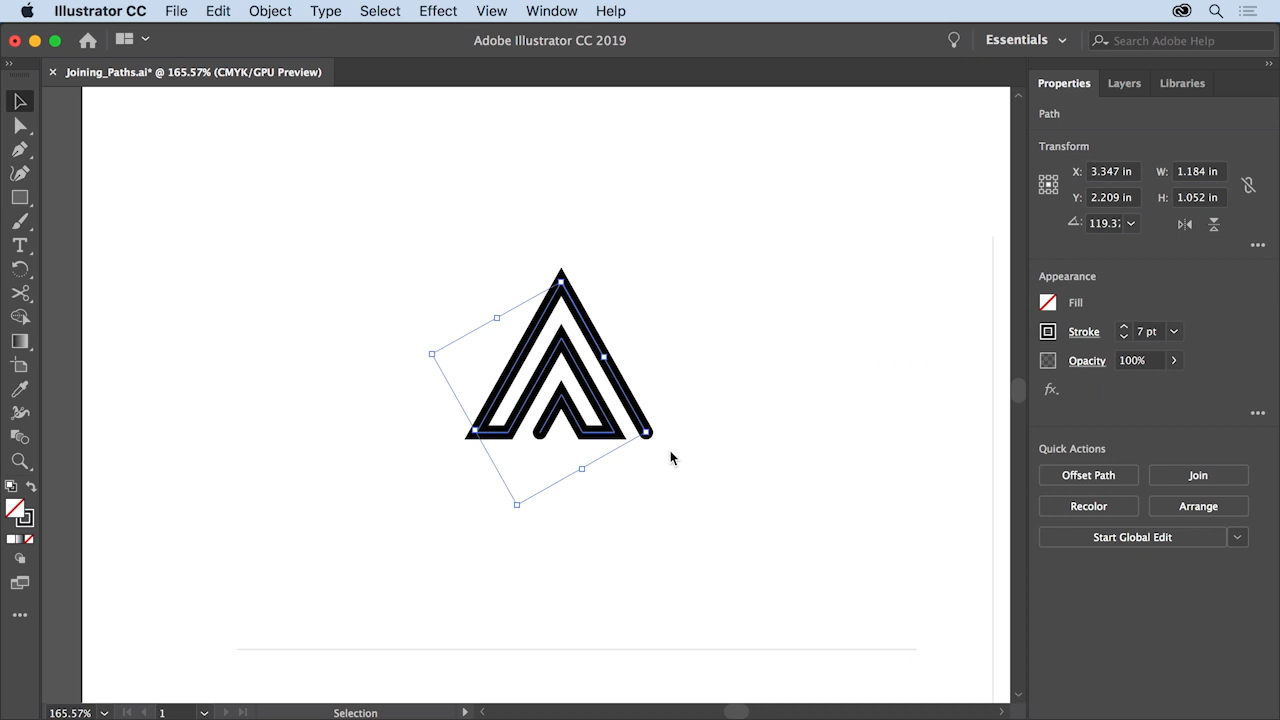 Illustrator CC File Edit Object Type Select Effect View Window Help
Adobe Illustrator CC 2019
Essentials
Search Adobe Help
× Joining_Paths.ai* @ 165.57% (CMYK/GPU Preview)
Properties Layers Libraries
Path
Transform
X: 3.347 in W: 1.184 in
Y: 2.209 in H: 1.052 in
119.3
Appearance
Fill
Stroke 7 pt
Opacity 100%
fx.
Quick Actions
Offset Path Join
Recolor Arrange
Start Global Edit
165.57% 1 Selection